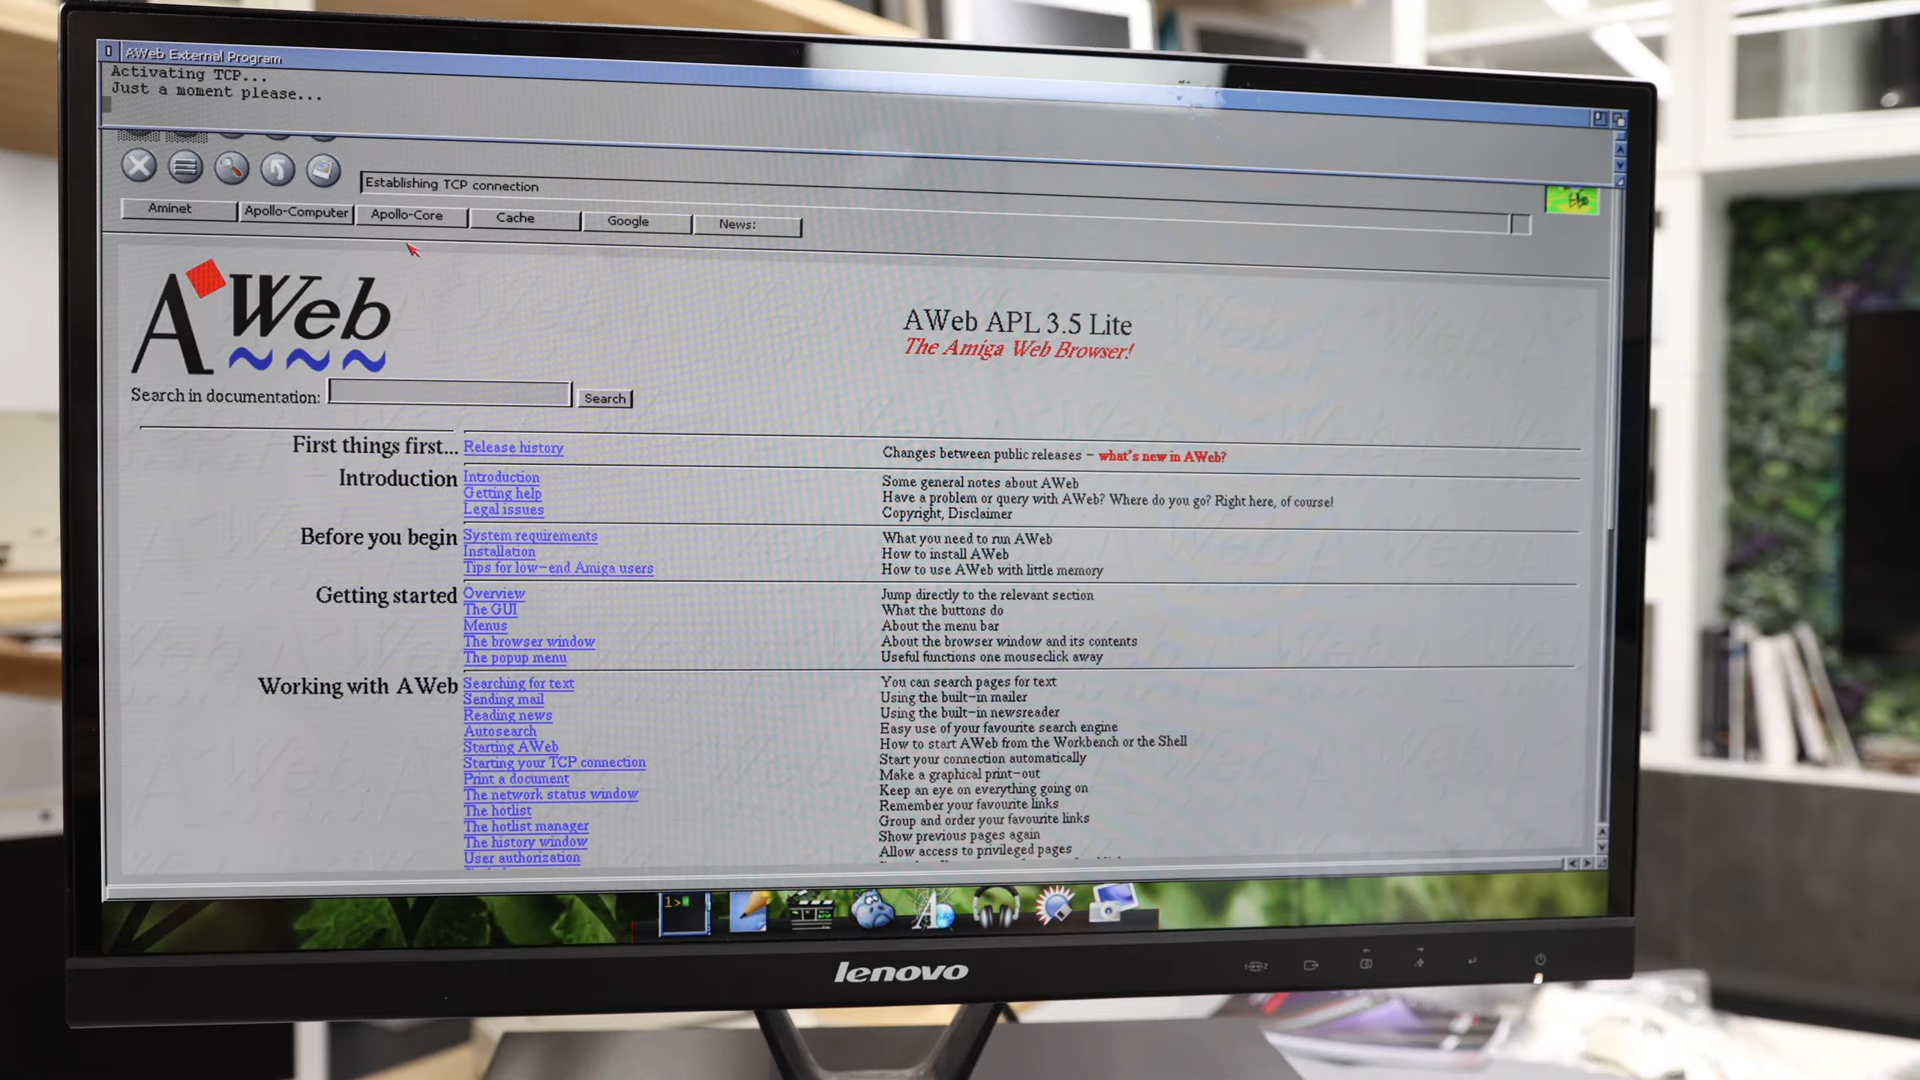 AWeb External Program
Activating TCP...
Just a moment please...
Establishing TCP connection
Aminet Apollo-Computer Apollo-Core Cache Google News:
AWeb
AWeb APL 3.5 Lite
The Amiga Web Browser!
Search in documentation: Search
First things first... Release history Changes between public releases - what's new in AWeb?
Introduction Introduction Some general notes about AWeb
Getting help Have a problem or query with AWeb? Where do you go? Right here, of course!
Legal issues Copyright, Disclaimer
Before you begin System requirements What you need to run AWeb
Installation How to install AWeb
Tips for low-end Amiga users How to use AWeb with little memory
Getting started Overview Jump directly to the relevant section
The GUI What the buttons do
Menus About the menu bar
The browser window About the browser window and its contents
The popup menu Useful functions one mouseclick away
Working with AWeb Searching for text You can search pages for text
Sending mail Using the built-in mailer
Reading news Using the built-in newsreader
Autosearch Easy use of your favourite search engine
Starting AWeb How to start AWeb from the Workbench or the Shell
Starting your TCP connection Start your connection automatically
Print a document Make a graphical print-out
The network status window Keep an eye on everything going on
The hotlist Remember your favourite links
The hotlist manager Group and order your favourite links
The history window Show previous pages again
User authorization Allow access to privileged pages
1>
lenovo